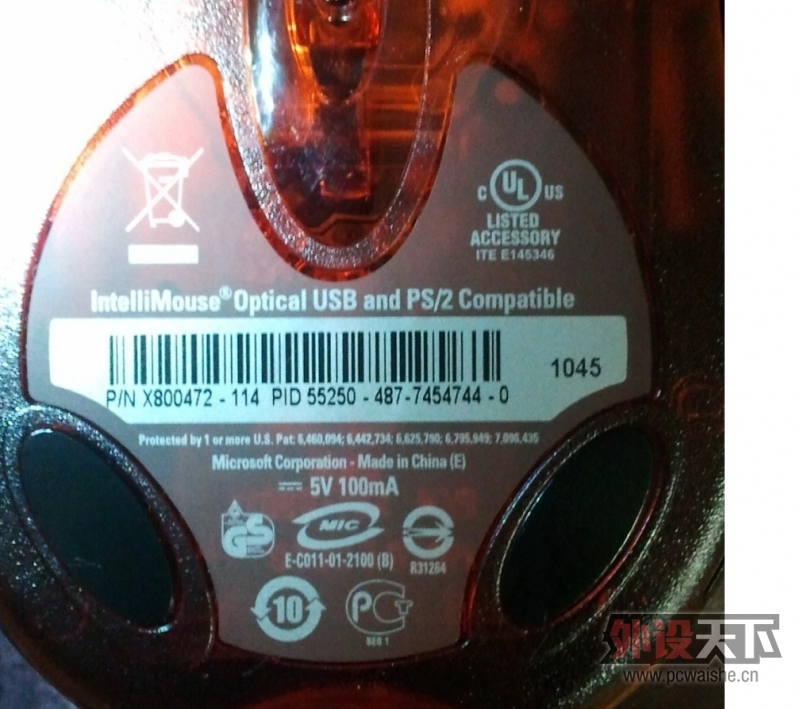 C UL US
LISTED
ACCESSORY
ITE E145346
IntelliMouse® Optical USB and PS/2 Compatible
1045
P/N X800472 - 114 PID 55250 - 487-7454744 - 0
Protected by 1 or more U.S. Pat: 6,460,094; 6,442,734; 6,625,790; 6,795,949; 7,090,435
Microsoft Corporation - Made in China (E)
5V 100mA
GS MIC
E-C011-01-2100 (B)
R31264
10 PCT
外设天下
www.pcwaishe.cn